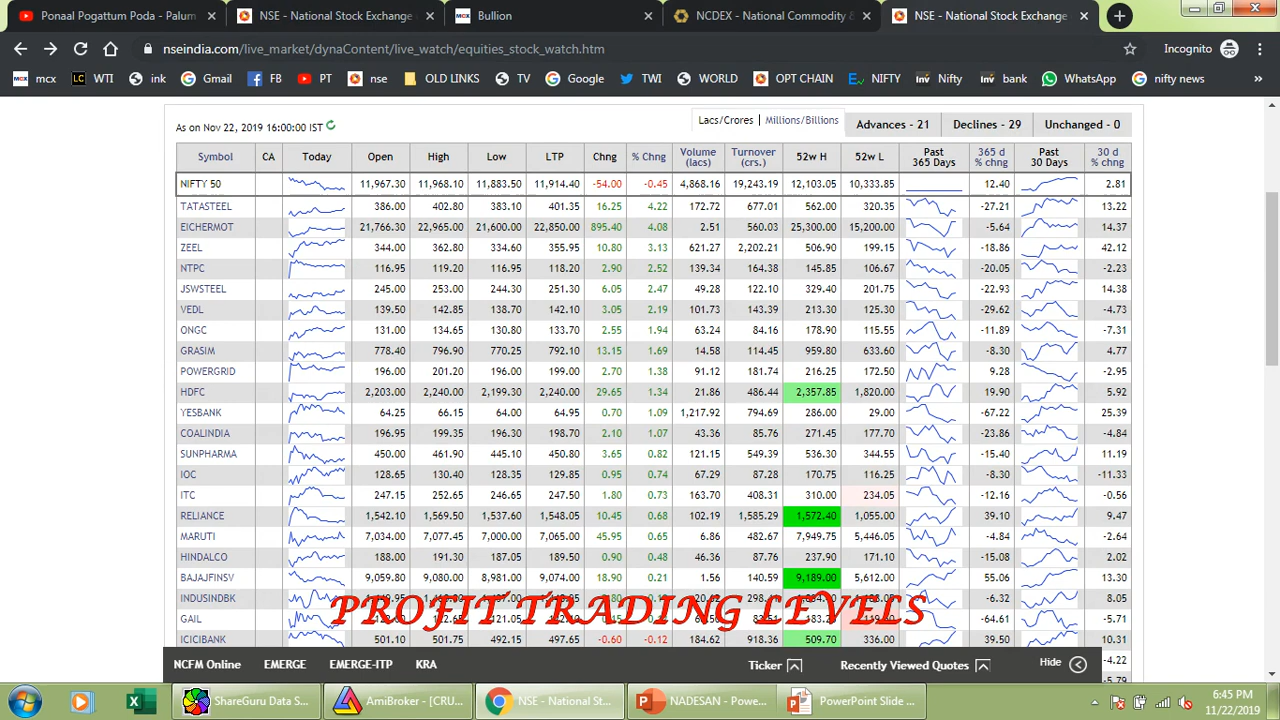 Ponaal Pogattum Poda - Palum
NSE - National Stock Exchange
Bullion
NCDEX - National Commodity &
NSE - National Stock Exchange
nseindia.com/live_market/dynaContent/live_watch/equities_stock_watch.htm
Incognito
mcx WTI ink Gmail FB PT nse OLD LINKS TV Google TWI WORLD OPT CHAIN NIFTY Nifty bank WhatsApp nifty news
As on Nov 22, 2019 16:00:00 IST Lacs/Crores Millions/Billions Advances - 21 Declines - 29 Unchanged - 0
Symbol CA Today Open High Low LTP Chng % Chng Volume (lacs) Turnover (crs.) 52w H 52w L Past 365 Days 365 d % chng Past 30 Days 30 d % chng
NIFTY 50 11,967.30 11,968.10 11,883.50 11,914.40 -54.00 -0.45 4,868.16 19,243.19 12,103.05 10,333.85 12.40 2.81
TATASTEEL 386.00 402.80 383.10 401.35 16.25 4.22 172.72 677.01 562.00 320.35 -27.21 13.22
EICHERMOT 21,766.30 22,965.00 21,600.00 22,850.00 895.40 4.08 2.51 560.03 25,300.00 15,200.00 -5.64 14.37
ZEEL 344.00 362.80 334.60 355.95 10.80 3.13 621.27 2,202.21 506.90 199.15 -18.86 42.12
NTPC 116.95 119.20 116.95 118.20 2.90 2.52 139.34 164.38 145.85 106.67 -20.05 -2.23
JSWSTEEL 245.00 253.00 244.30 251.30 6.05 2.47 49.28 122.10 329.40 201.75 -22.93 14.38
VEDL 139.50 142.85 138.70 142.10 3.05 2.19 101.73 143.39 213.30 125.30 -29.62 -4.73
ONGC 131.00 134.65 130.80 133.70 2.55 1.94 63.24 84.16 178.90 115.55 -11.89 -7.31
GRASIM 778.40 796.90 770.25 792.10 13.15 1.69 14.58 114.45 959.80 633.60 -8.30 4.77
POWERGRID 196.00 201.20 196.00 199.00 2.70 1.38 91.12 181.74 216.25 172.50 9.28 -2.95
HDFC 2,203.00 2,240.00 2,199.30 2,240.00 29.65 1.34 21.86 486.44 2,357.85 1,820.00 19.90 5.92
YESBANK 64.25 66.15 64.00 64.95 0.70 1.09 1,217.92 794.69 286.00 29.00 -67.22 25.39
COALINDIA 196.95 199.35 196.30 198.70 2.10 1.07 43.36 85.76 271.45 177.70 -23.86 -4.84
SUNPHARMA 450.00 461.90 445.10 450.80 3.65 0.82 121.15 549.39 536.30 344.55 -15.40 11.19
IOC 128.65 130.40 128.35 129.85 0.95 0.74 67.29 87.28 170.75 116.25 -8.30 -11.33
ITC 247.15 252.65 246.65 247.50 1.80 0.73 163.70 408.31 310.00 234.05 -12.16 -0.56
RELIANCE 1,542.10 1,569.50 1,537.60 1,548.05 10.45 0.68 102.19 1,585.29 1,572.40 1,055.00 39.10 9.47
MARUTI 7,034.00 7,077.45 7,000.00 7,065.00 45.95 0.65 6.86 482.67 7,949.75 5,446.05 -4.84 -2.64
HINDALCO 188.00 191.30 187.05 189.50 0.90 0.48 46.36 87.76 237.90 171.10 -15.08 2.02
BAJAJFINSV 9,059.80 9,080.00 8,981.00 9,074.00 18.90 0.21 1.56 140.59 9,189.00 5,612.00 55.06 13.30
INDUSINDBK -6.32 8.05
PROFIT TRADING LEVELS
GAIL -64.61 -5.71
ICICIBANK 501.10 501.75 492.15 497.65 -0.60 -0.12 184.62 918.36 509.70 336.00 39.50 10.31
-4.22
NCFM Online EMERGE EMERGE-ITP KRA Ticker Recently Viewed Quotes Hide
ShareGuru Data S... AmiBroker - [CRU... NSE - National St... NADESAN - Powe... PowerPoint Slide ...
6:45 PM
11/22/2019